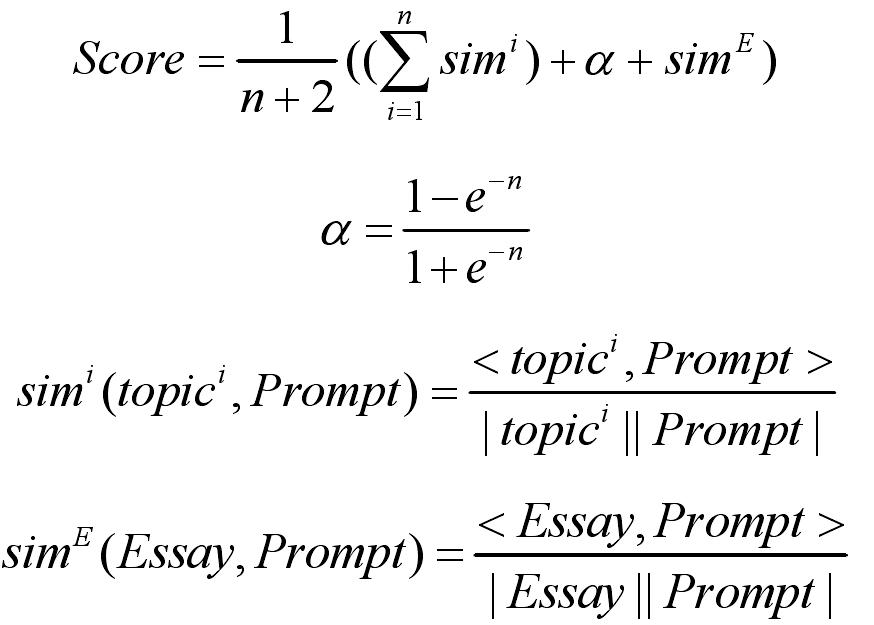 Score = \frac{1}{n+2}((\sum_{i=1}^{n} sim^{i}) + \alpha + sim^{E})
\alpha = \frac{1-e^{-n}}{1+e^{-n}}
sim^{i}(topic^{i}, Prompt) = \frac{<topic^{i}, Prompt>}{|topic^{i}||Prompt|}
sim^{E}(Essay, Prompt) = \frac{<Essay, Prompt>}{|Essay||Prompt|}